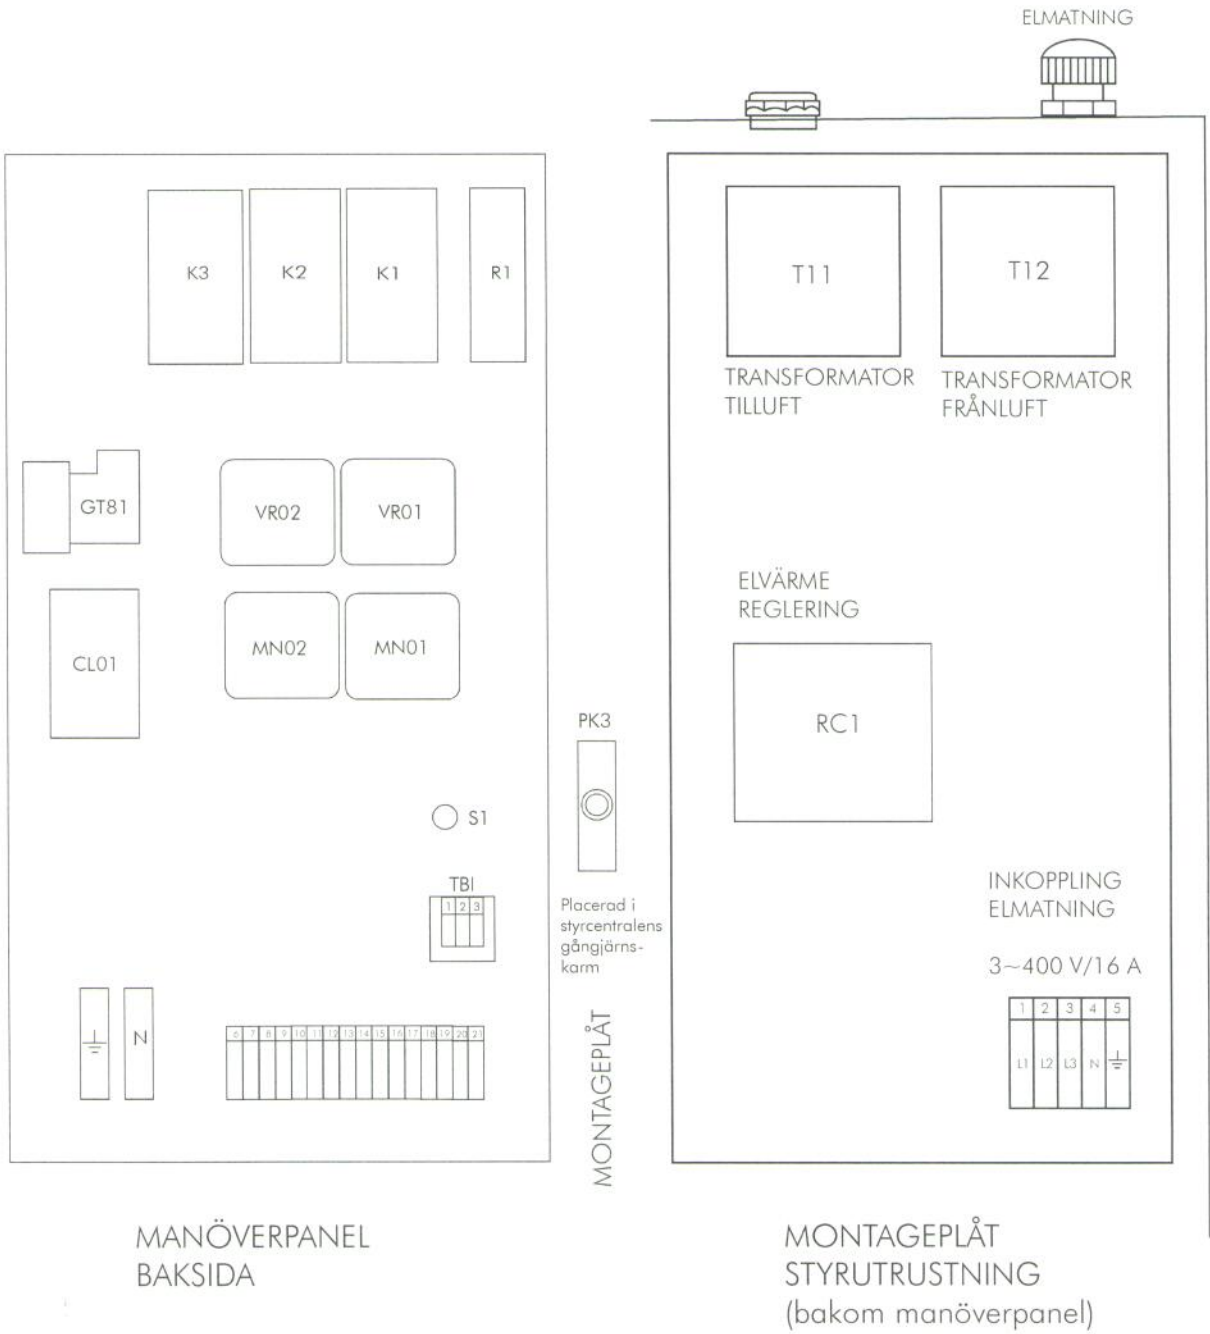 ELMATNING
K3
K2
K1
R1
T11
T12
TRANSFORMATOR
TILLUFT
TRANSFORMATOR
FRÅNLUFT
GT81
VR02
VR01
ELVÄRME
REGLERING
CL01
MN02
MN01
PK3
RC1
S1
TBI
1 2 3
Placerad i
styrcentralens
gångjärns-
karm
INKOPPLING
ELMATNING
3~400 V/16 A
1 2 3 4 5
L1 L2 L3 N
N
6 7 8 9 10 11 12 13 14 15 16 17 18 19 20 21
MONTAGEPLÅT
MANÖVERPANEL
BAKSIDA
MONTAGEPLÅT
STYRUTRUSTNING
(bakom manöverpanel)